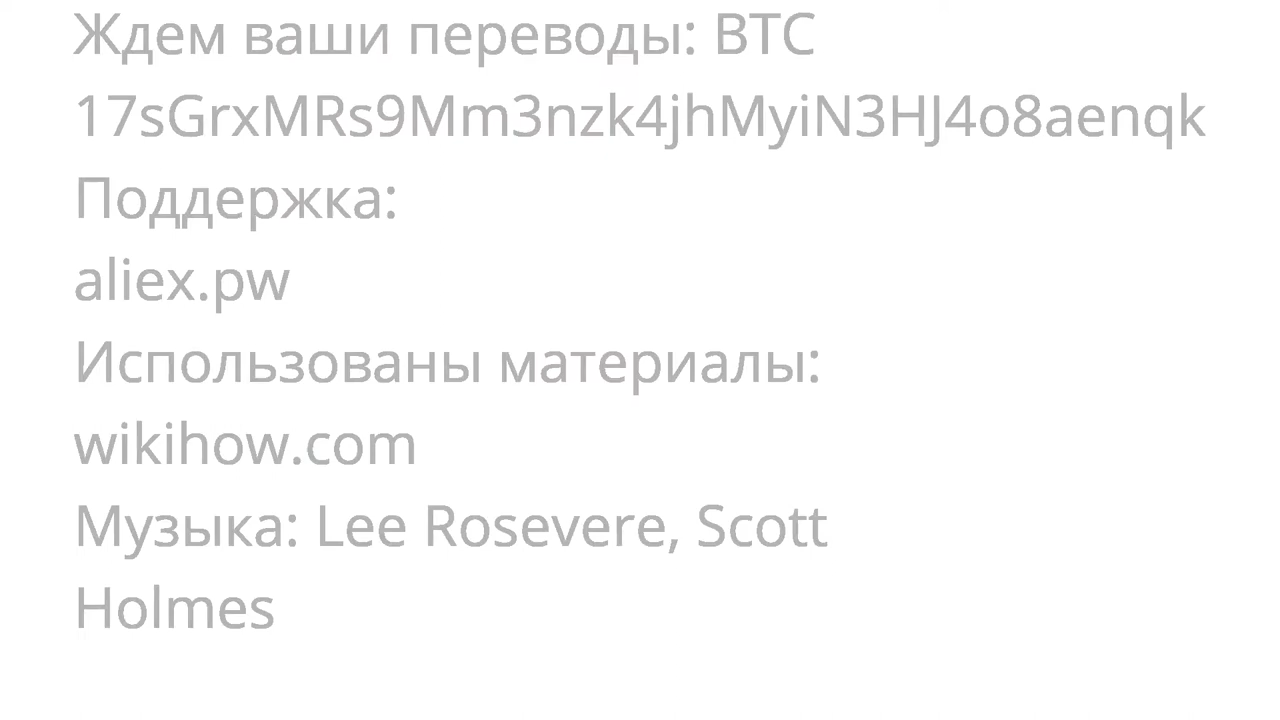 Ждем ваши переводы: BTC
17sGrxMRs9Mm3nzk4jhMyiN3HJ4o8aenqk
Поддержка:
aliex.pw
Использованы материалы:
wikihow.com
Музыка: Lee Rosevere, Scott
Holmes